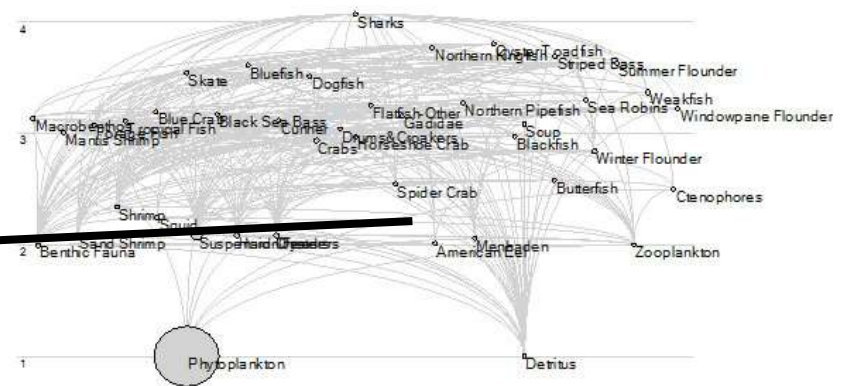 4
Sharks
Northern Kingfish
Oyster Toadfish
Striped Bass
Summer Flounder
Skate
Bluefish
Dogfish
Weakfish
Windowpane Flounder
Macrobenthos
Mantis Shrimp
Tropical Fish
Blue Crab
Black Sea Bass
Cunner
Crabs
Drums&Croakers
Horseshoe Crab
Flatfish-Other
Gadidae
Northern Pipefish
Soup
Blackfish
Sea Robins
3
Winter Flounder
Spider Crab
Butterfish
Ctenophores
Shrimp
Squid
2
Benthic Fauna
Sand Shrimp
American Eel
Menhaden
Zooplankton
1
Phytoplankton
Detritus